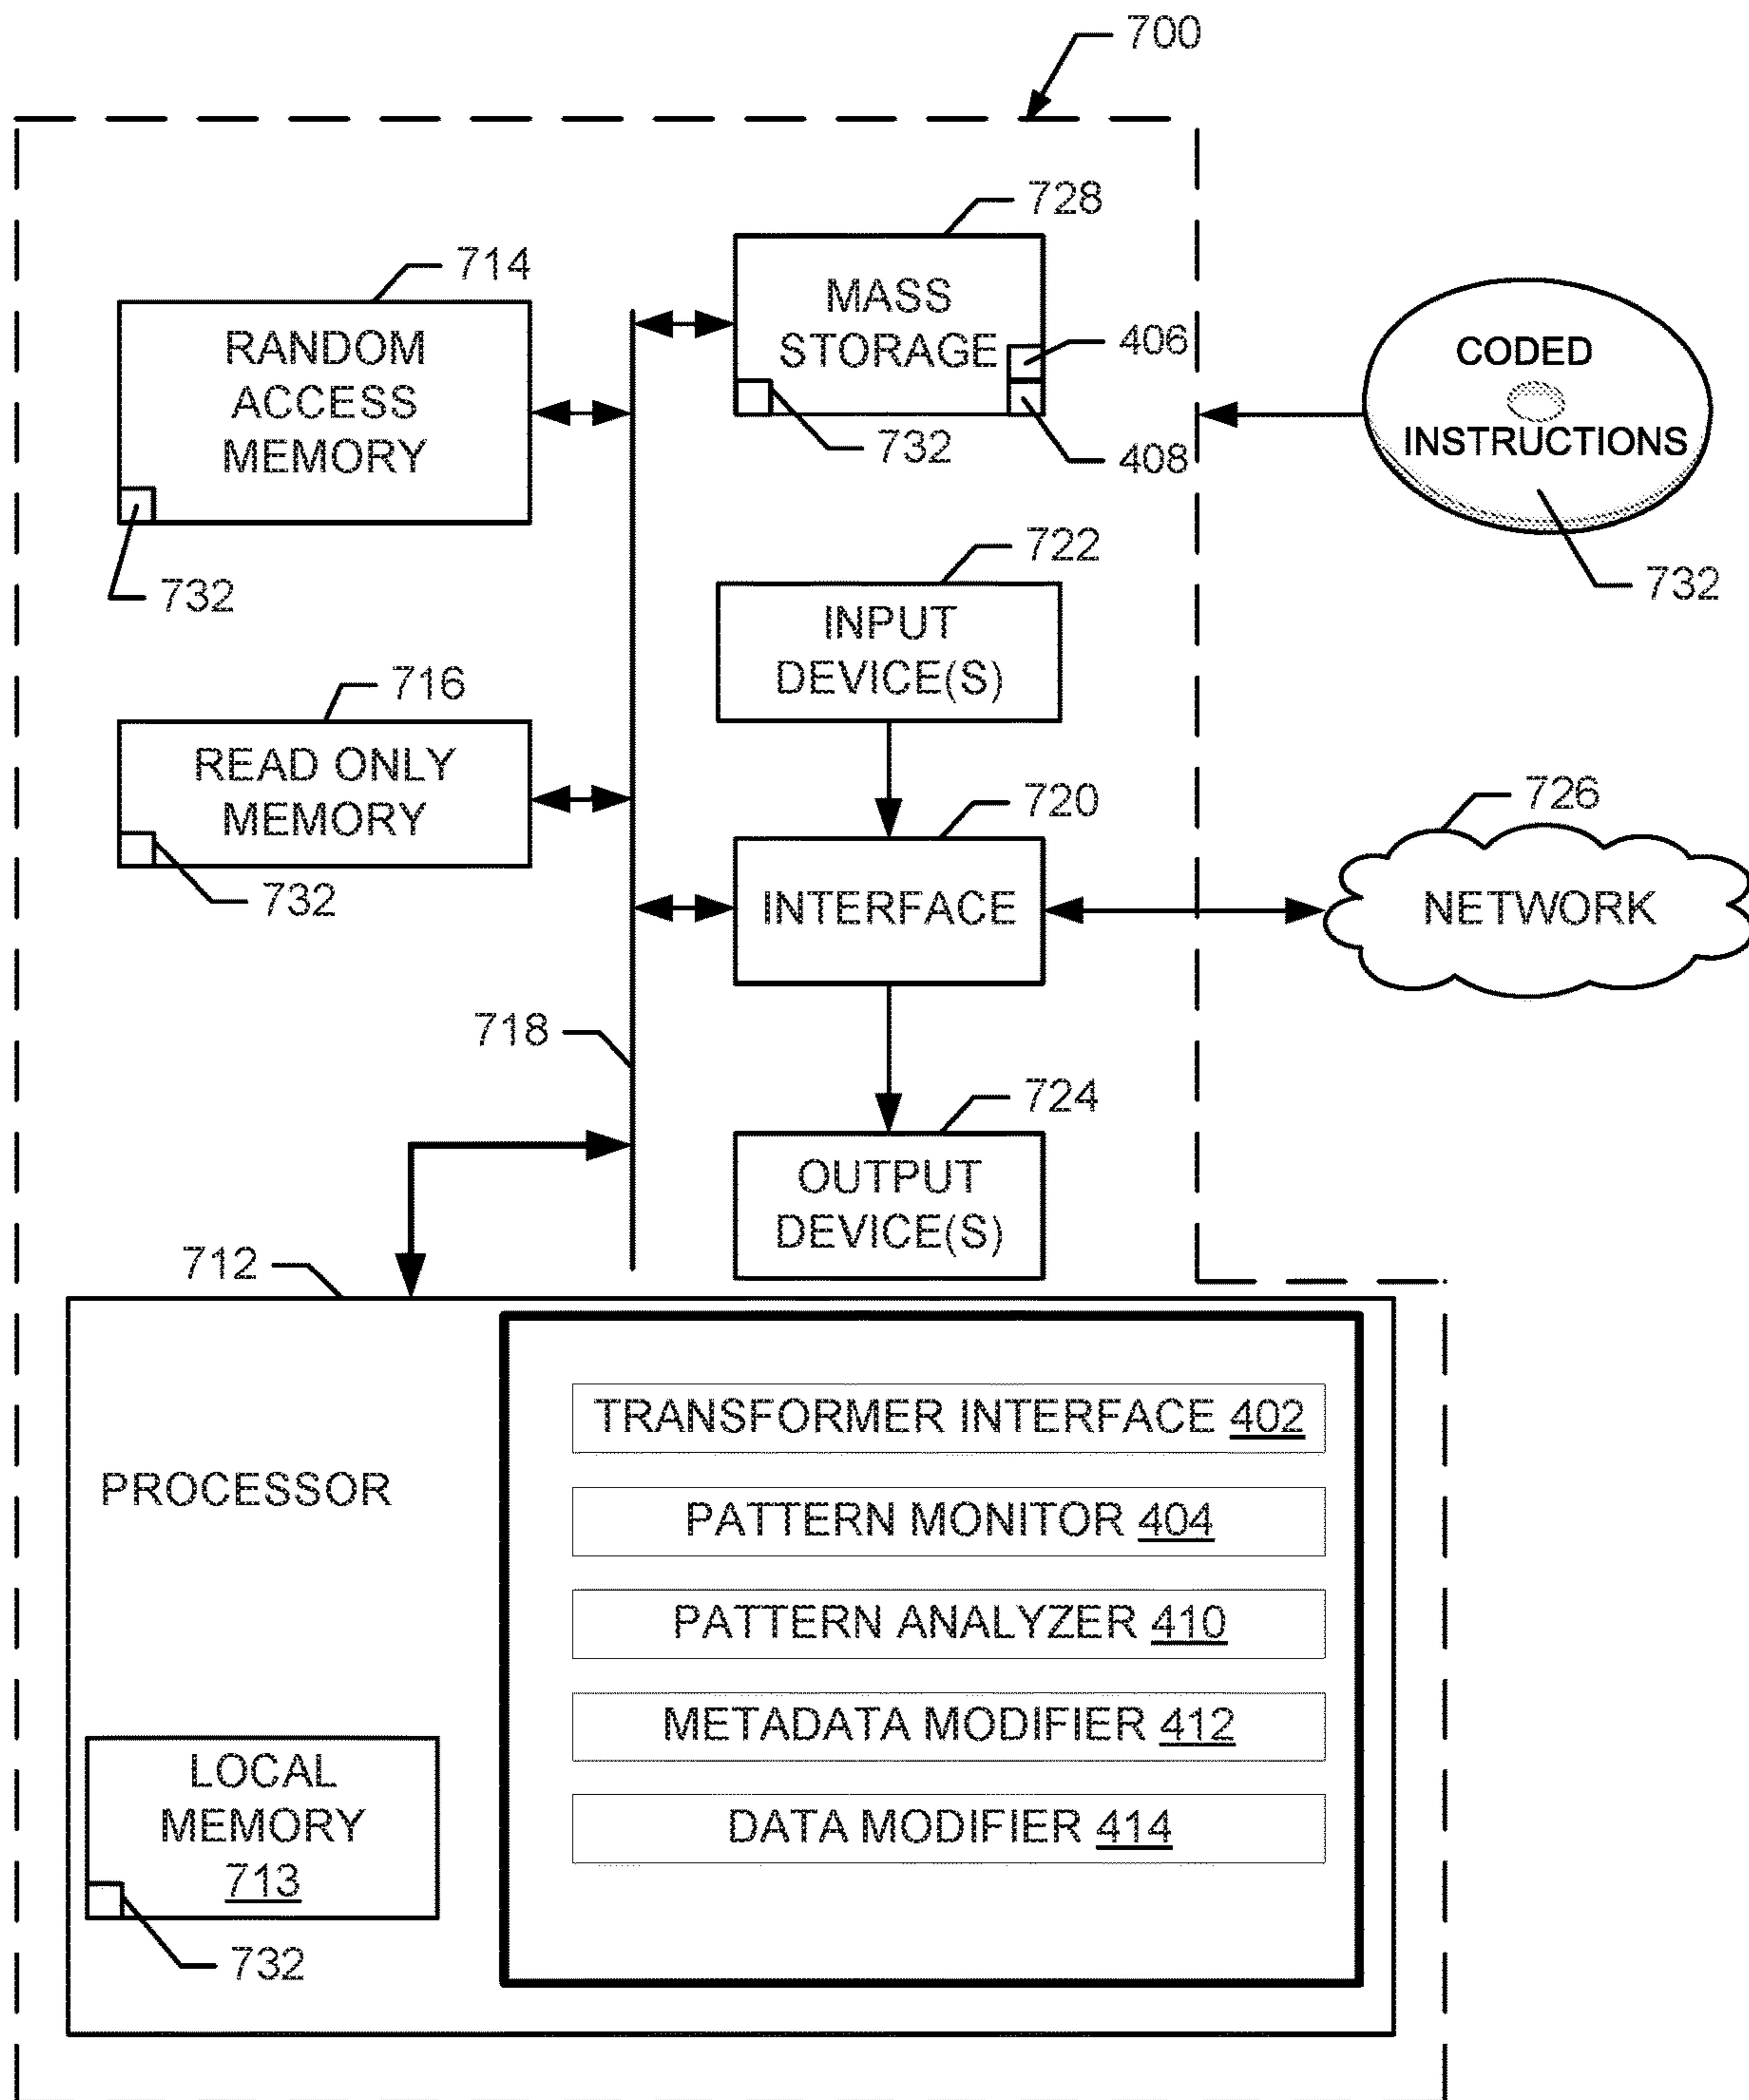 700
728
714
MASS
STORAGE
406
RANDOM
ACCESS
MEMORY
732
408
732
CODED
INSTRUCTIONS
732
722
INPUT
DEVICE(S)
716
READ ONLY
MEMORY
732
720
INTERFACE
726
NETWORK
718
724
OUTPUT
DEVICE(S)
712
PROCESSOR
TRANSFORMER INTERFACE 402
PATTERN MONITOR 404
PATTERN ANALYZER 410
METADATA MODIFIER 412
DATA MODIFIER 414
LOCAL
MEMORY
713
732